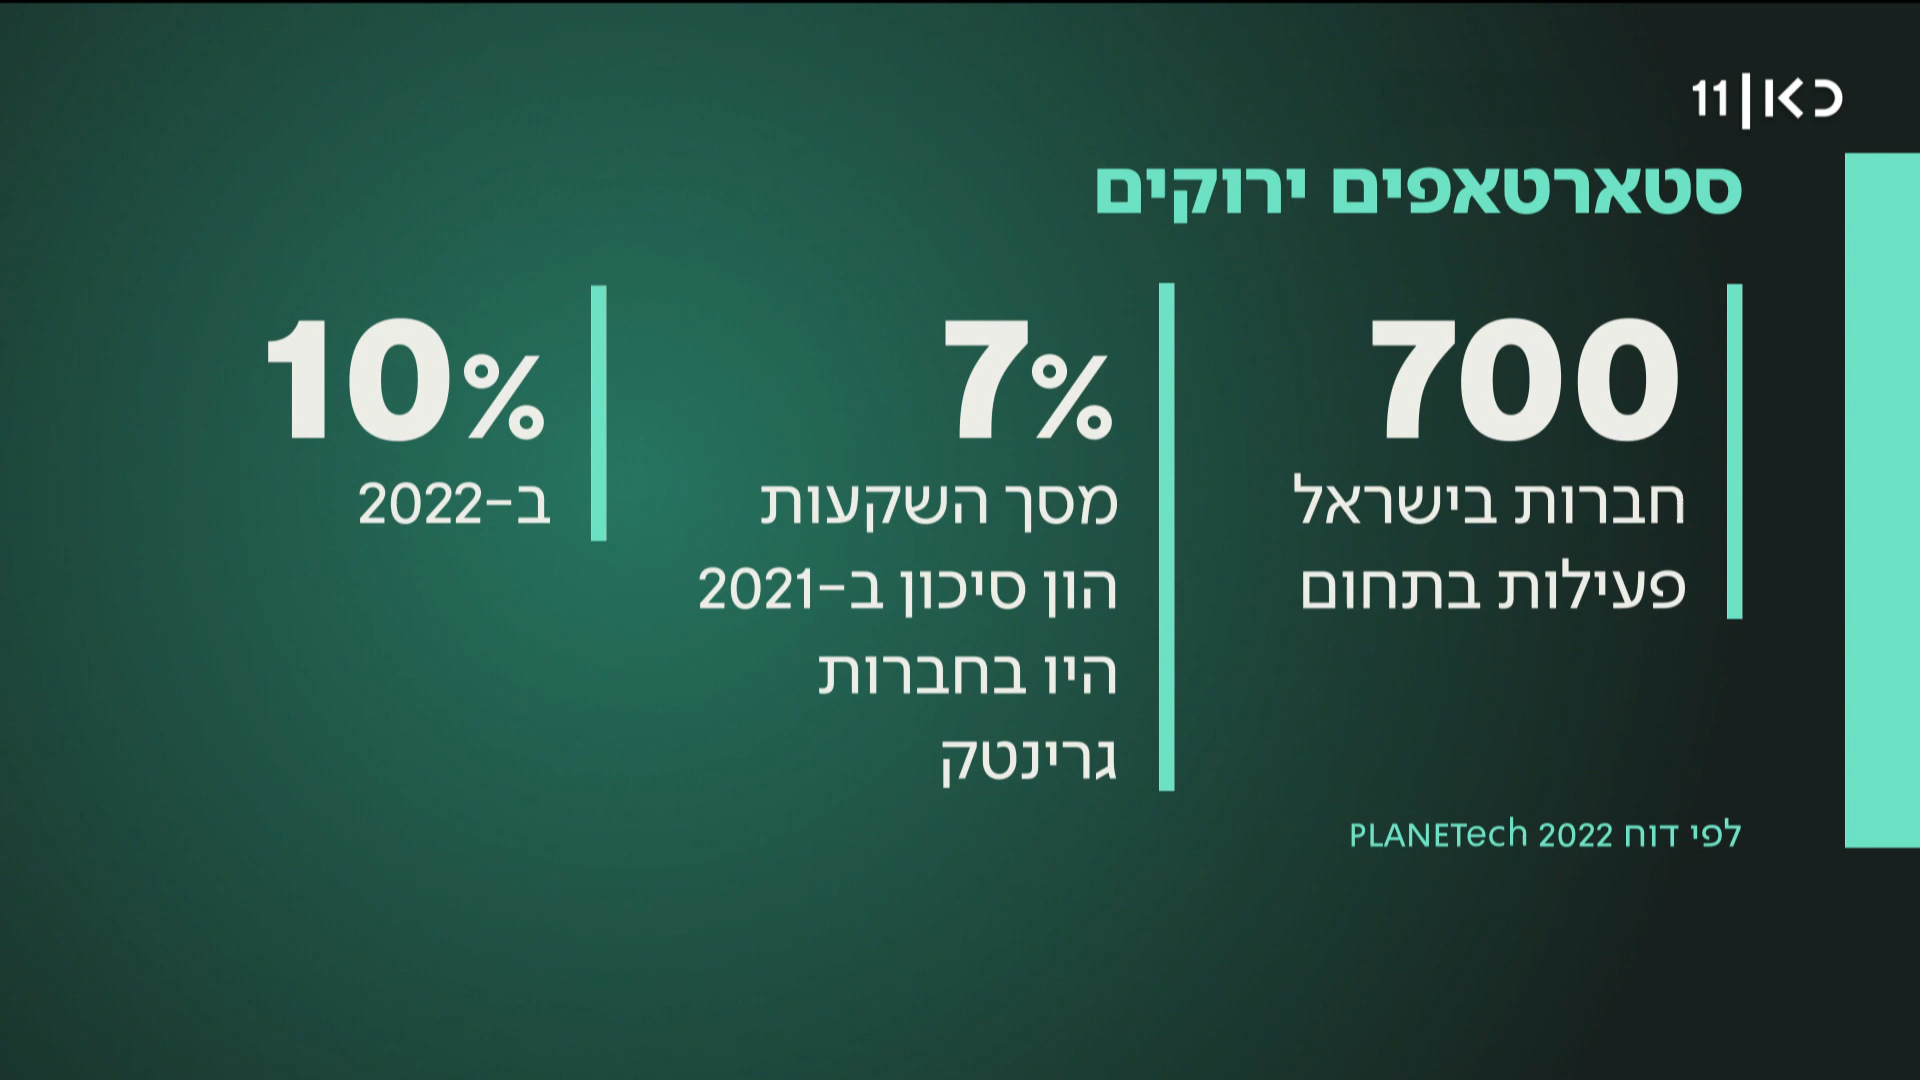 כאן 11
סטארטאפים ירוקים
700
חברות בישראל
פעילות בתחום
7%
מסך השקעות
הון סיכון ב-2021
היו בחברות
גרינטק
10%
ב-2022
לפי דוח PLANETech 2022